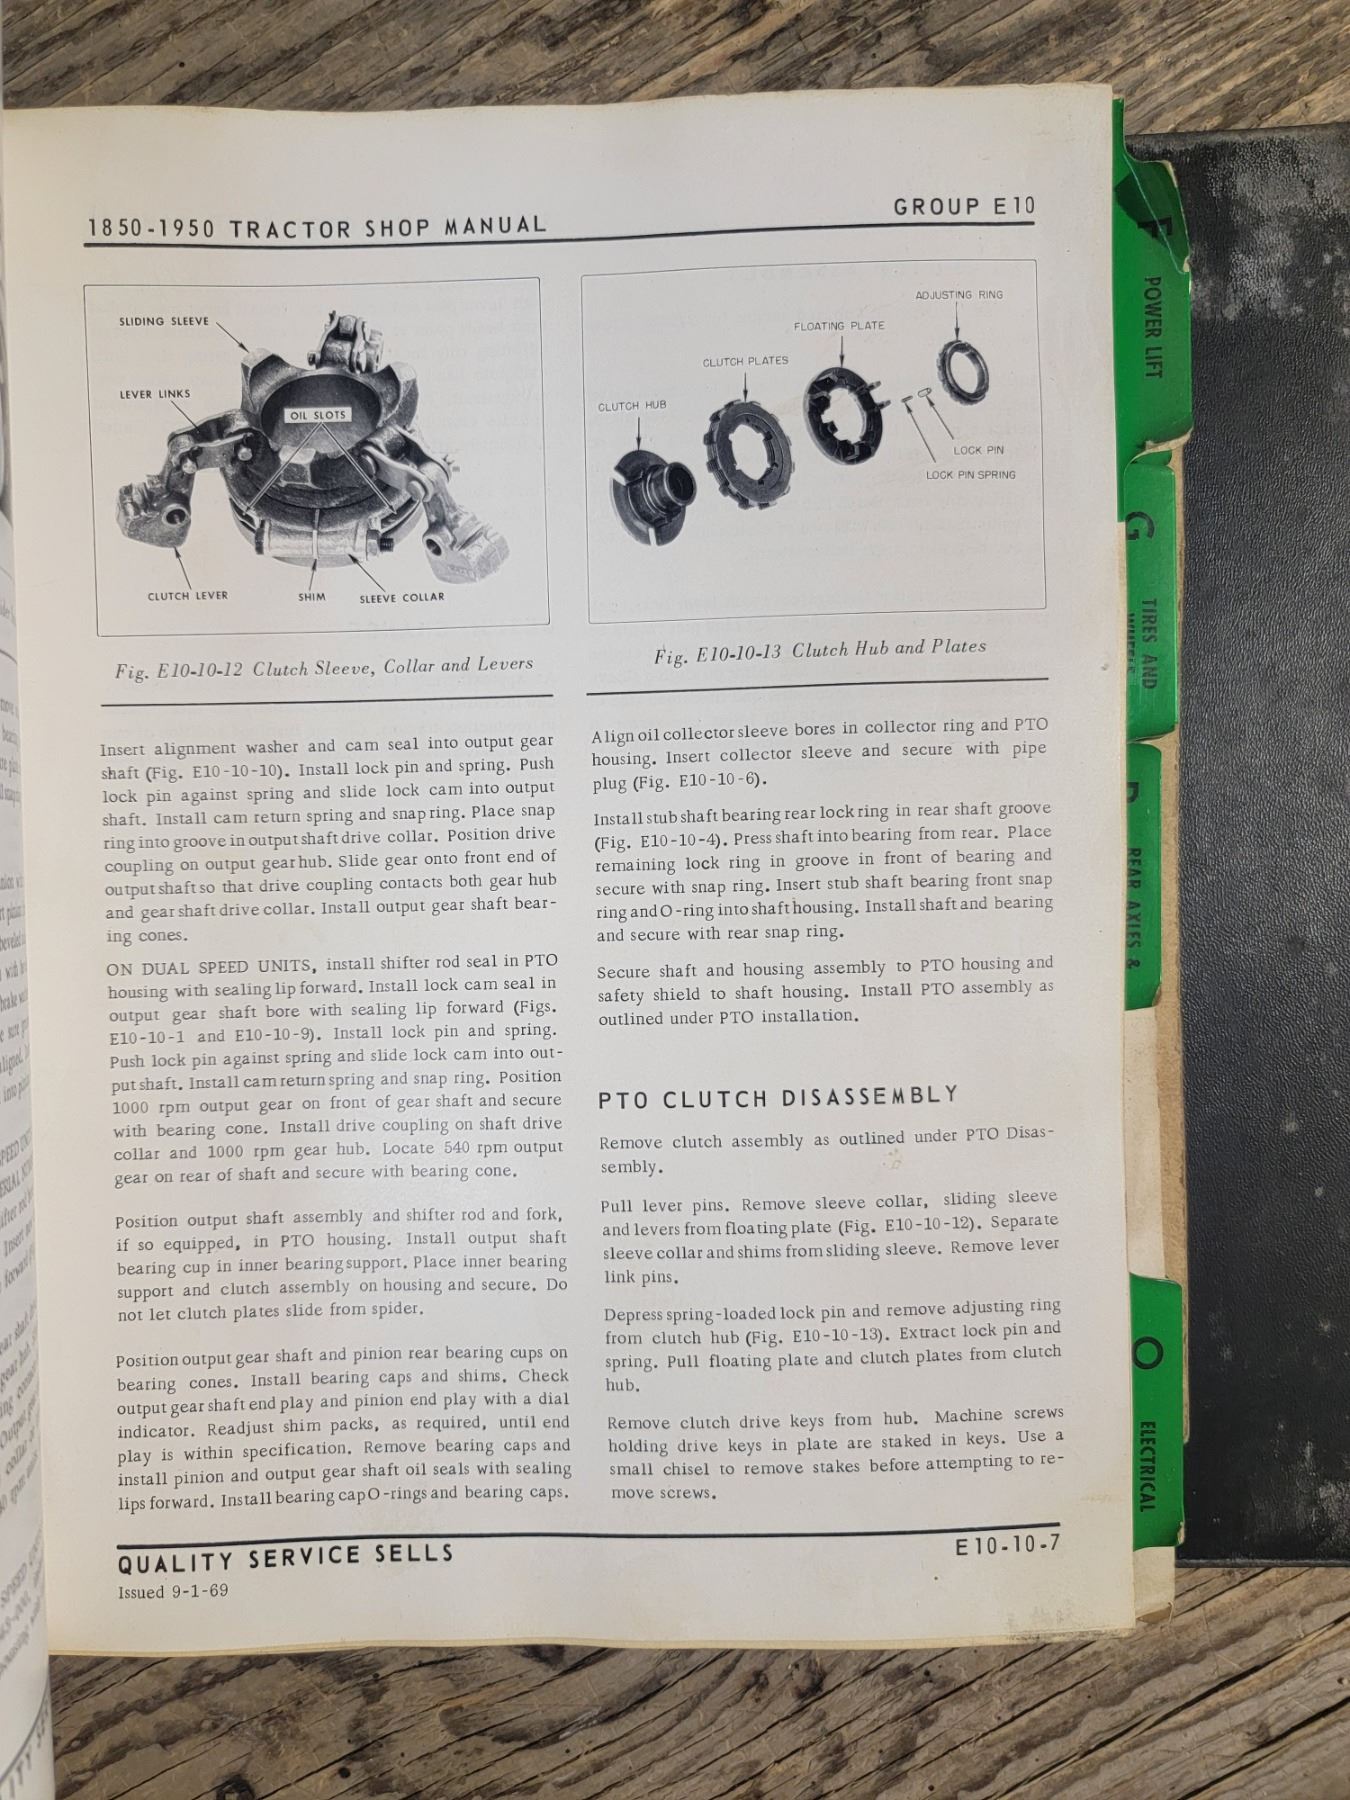 1850-1950 TRACTOR SHOP MANUAL
GROUP E10
SLIDING SLEEVE
LEVER LINKS
OIL SLOTS
CLUTCH LEVER
SHIM
SLEEVE COLLAR
Fig. E10-10-12 Clutch Sleeve, Collar and Levers
ADJUSTING RING
FLOATING PLATE
CLUTCH PLATES
CLUTCH HUB
LOCK PIN
LOCK PIN SPRING
Fig. E10-10-13 Clutch Hub and Plates
Insert alignment washer and cam seal into output gear
shaft (Fig. E10-10-10). Install lock pin and spring. Push
lock pin against spring and slide lock cam into output
shaft. Install cam return spring and snap ring. Place snap
ring into groove in output shaft drive collar. Position drive
coupling on output gear hub. Slide gear onto front end of
output shaft so that drive coupling contacts both gear hub
and gear shaft drive collar. Install output gear shaft bear-
ing cones.
ON DUAL SPEED UNITS, install shifter rod seal in PTO
housing with sealing lip forward. Install lock cam seal in
output gear shaft bore with sealing lip forward (Figs.
E10-10-1 and E10-10-9). Install lock pin and spring.
Push lock pin against spring and slide lock cam into out-
put shaft. Install cam return spring and snap ring. Position
1000 rpm output gear on front of gear shaft and secure
with bearing cone. Install drive coupling on shaft drive
collar and 1000 rpm gear hub. Locate 540 rpm output
gear on rear of shaft and secure with bearing cone.
Position output shaft assembly and shifter rod and fork,
if so equipped, in PTO housing. Install output shaft
bearing cup in inner bearing support. Place inner bearing
support and clutch assembly on housing and secure. Do
not let clutch plates slide from spider.
Position output gear shaft and pinion rear bearing cups on
bearing cones. Install bearing caps and shims. Check
output gear shaft end play and pinion end play with a dial
indicator. Readjust shim packs, as required, until end
play is within specification. Remove bearing caps and
install pinion and output gear shaft oil seals with sealing
lips forward. Install bearing cap O-rings and bearing caps.
Align oil collector sleeve bores in collector ring and PTO
housing. Insert collector sleeve and secure with pipe
plug (Fig. E10-10-6).
Install stub shaft bearing rear lock ring in rear shaft groove
(Fig. E10-10-4). Press shaft into bearing from rear. Place
remaining lock ring in groove in front of bearing and
secure with snap ring. Insert stub shaft bearing front snap
ring and O-ring into shaft housing. Install shaft and bearing
and secure with rear snap ring.
Secure shaft and housing assembly to PTO housing and
safety shield to shaft housing. Install PTO assembly as
outlined under PTO installation.
PTO CLUTCH DISASSEMBLY
Remove clutch assembly as outlined under PTO Disas-
sembly.
Pull lever pins. Remove sleeve collar, sliding sleeve
and levers from floating plate (Fig. E10-10-12). Separate
sleeve collar and shims from sliding sleeve. Remove lever
link pins.
Depress spring-loaded lock pin and remove adjusting ring
from clutch hub (Fig. E10-10-13). Extract lock pin and
spring. Pull floating plate and clutch plates from clutch
hub.
Remove clutch drive keys from hub. Machine screws
holding drive keys in plate are staked in keys. Use a
small chisel to remove stakes before attempting to re-
move screws.
QUALITY SERVICE SELLS
Issued 9-1-69
E10-10-7
F
POWER LIFT
G
TIRES AND
WHEELS
REAR AXLES &
O
ELECTRICAL